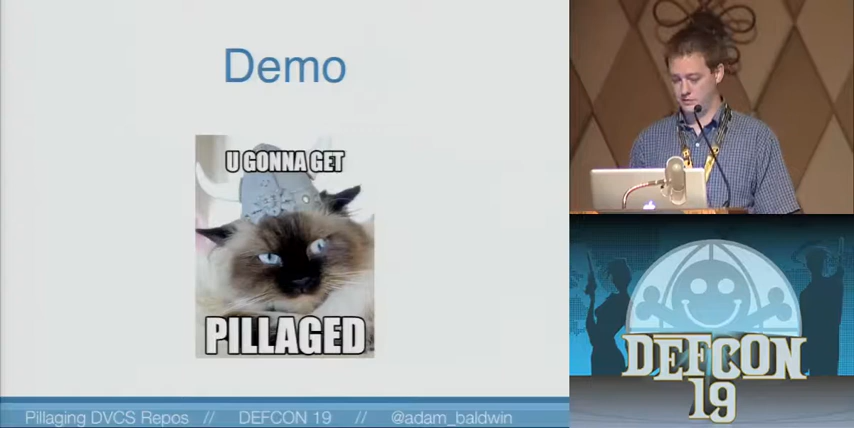 Demo
U GONNA GET
PILLAGED
Pillaging DVCS Repos // DEFCON 19 // @adam_baldwin
DEFCON
19